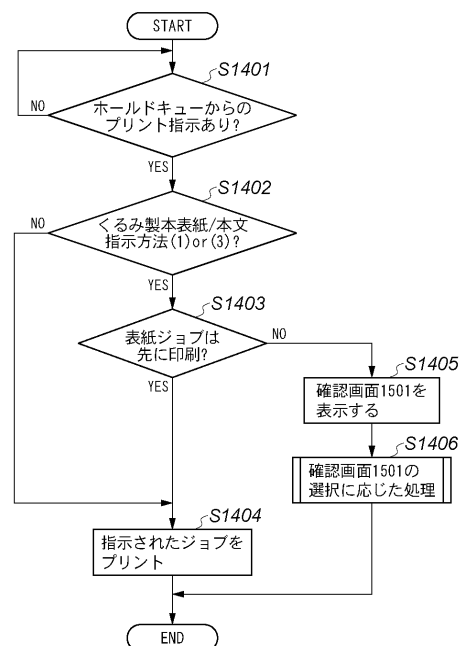 START
S1401
NO
ホールドキューからの
プリント指示あり?
YES
S1402
NO
くるみ製本表紙/本文
指示方法(1)or(3)?
YES
S1403
表紙ジョブは
先に印刷?
NO
YES
S1405
確認画面1501を
表示する
S1406
確認画面1501の
選択に応じた処理
S1404
指示されたジョブを
プリント
END